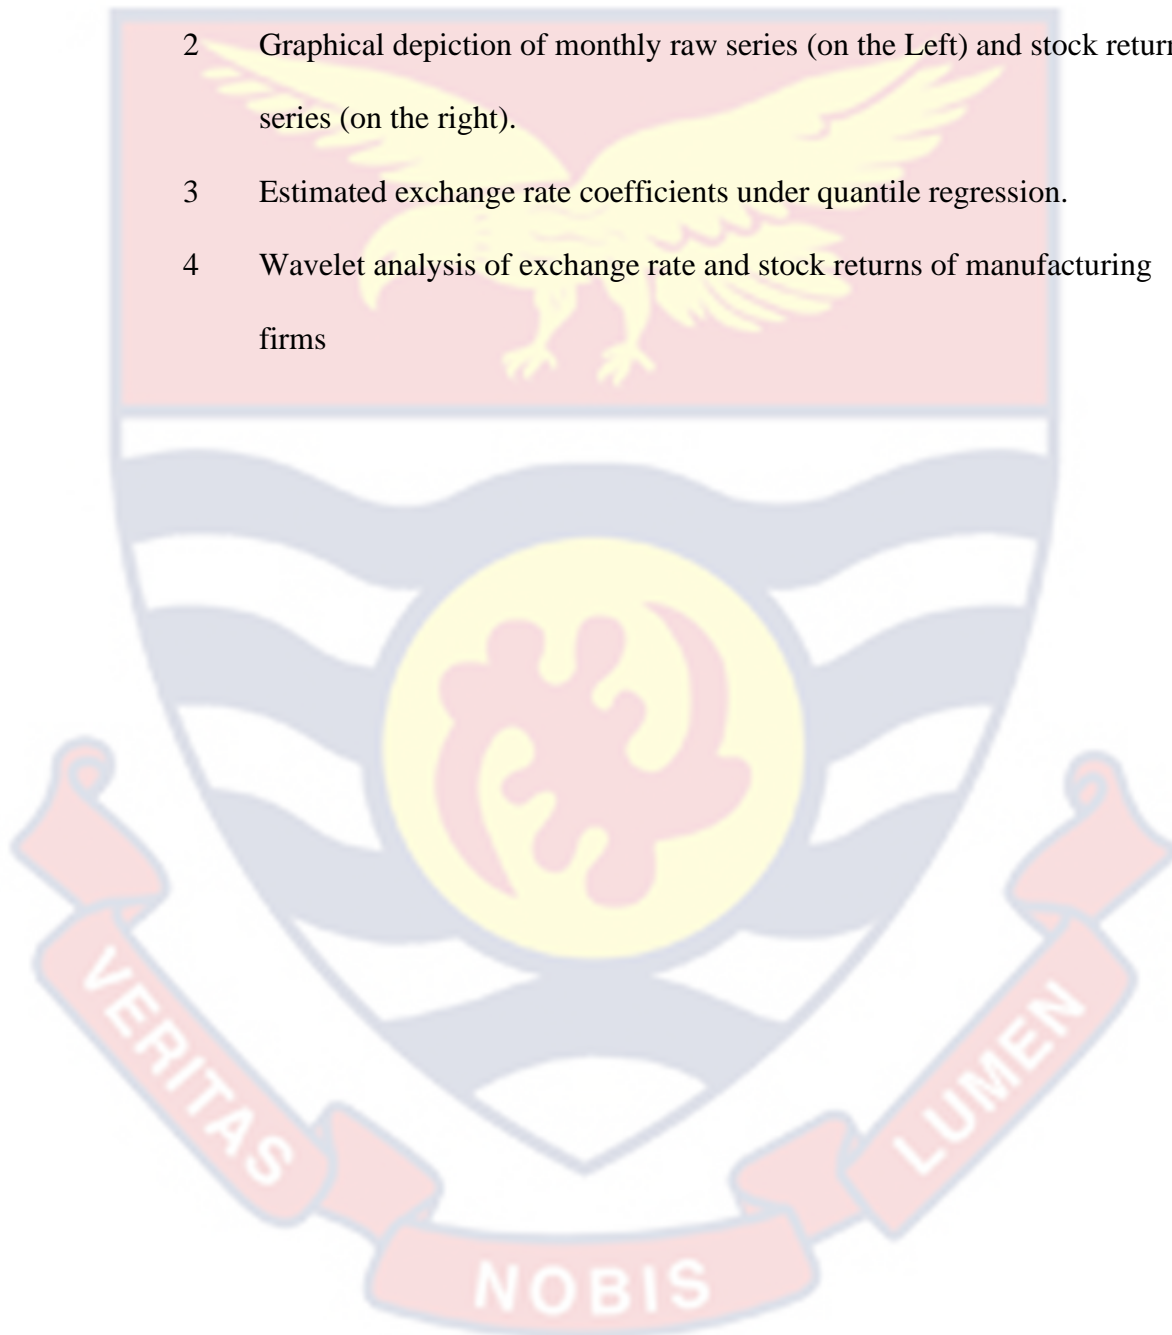 2 Graphical depiction of monthly raw series (on the Left) and stock return
series (on the right).
3 Estimated exchange rate coefficients under quantile regression.
4 Wavelet analysis of exchange rate and stock returns of manufacturing
firms
VERITAS
NOBIS
LUMEN